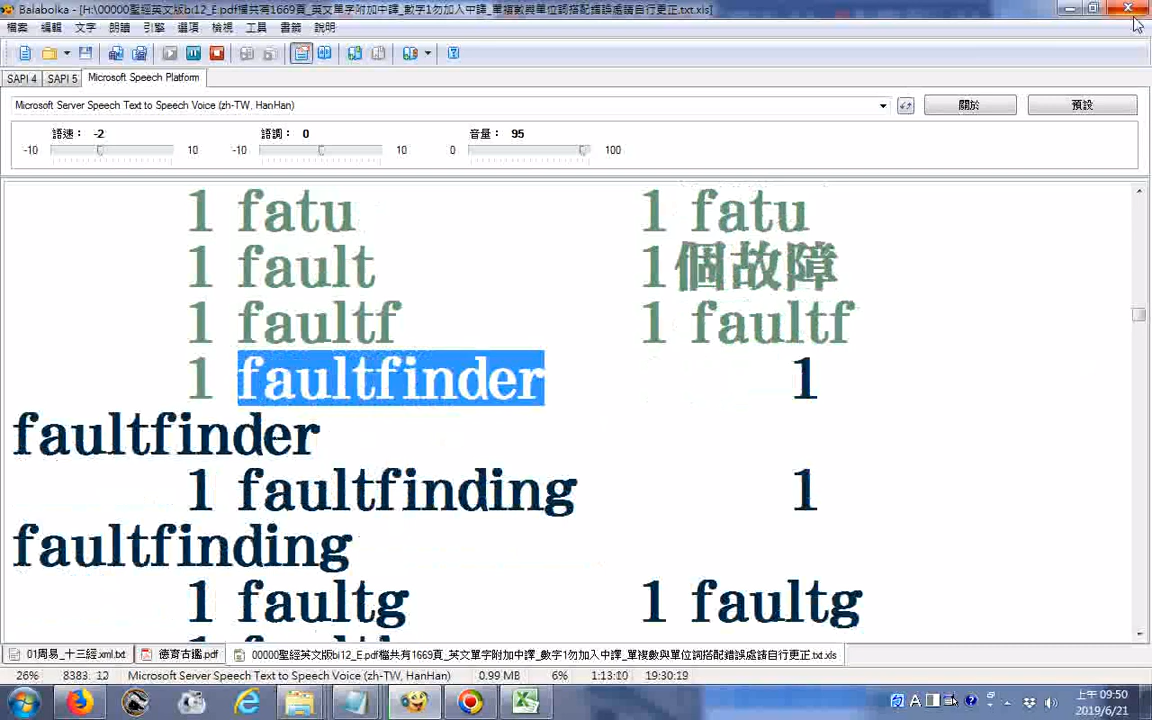 Balabolka - [H:\00000聖經英文版bi12_E.pdf檔共有1669頁_英文單字附加中譯_數字1勿加入中譯_單複數與單位詞搭配錯誤處請自行更正.txt.xls]
檔案 編輯 文字 朗讀 引擎 選項 檢視 工具 書籤 說明
SAPI 4 SAPI 5 Microsoft Speech Platform
Microsoft Server Speech Text to Speech Voice (zh-TW, HanHan) 關於 預設
語速： -2 語調： 0 音量： 95
-10 10 -10 10 0 100
1 fatu 1 fatu
1 fault 1個故障
1 faultf 1 faultf
1 faultfinder 1
faultfinder
1 faultfinding 1
faultfinding
1 faultg 1 faultg
01周易_十三經.xml.txt 德育古鑑.pdf 00000聖經英文版bi12_E.pdf檔共有1669頁_英文單字附加中譯_數字1勿加入中譯_單複數與單位詞搭配錯誤處請自行更正.txt.xls
26% 8383: 12 Microsoft Server Speech Text to Speech Voice (zh-TW, HanHan) 0.99 MB 6% 1:13:10 19:30:19
上午 09:50
2019/6/21